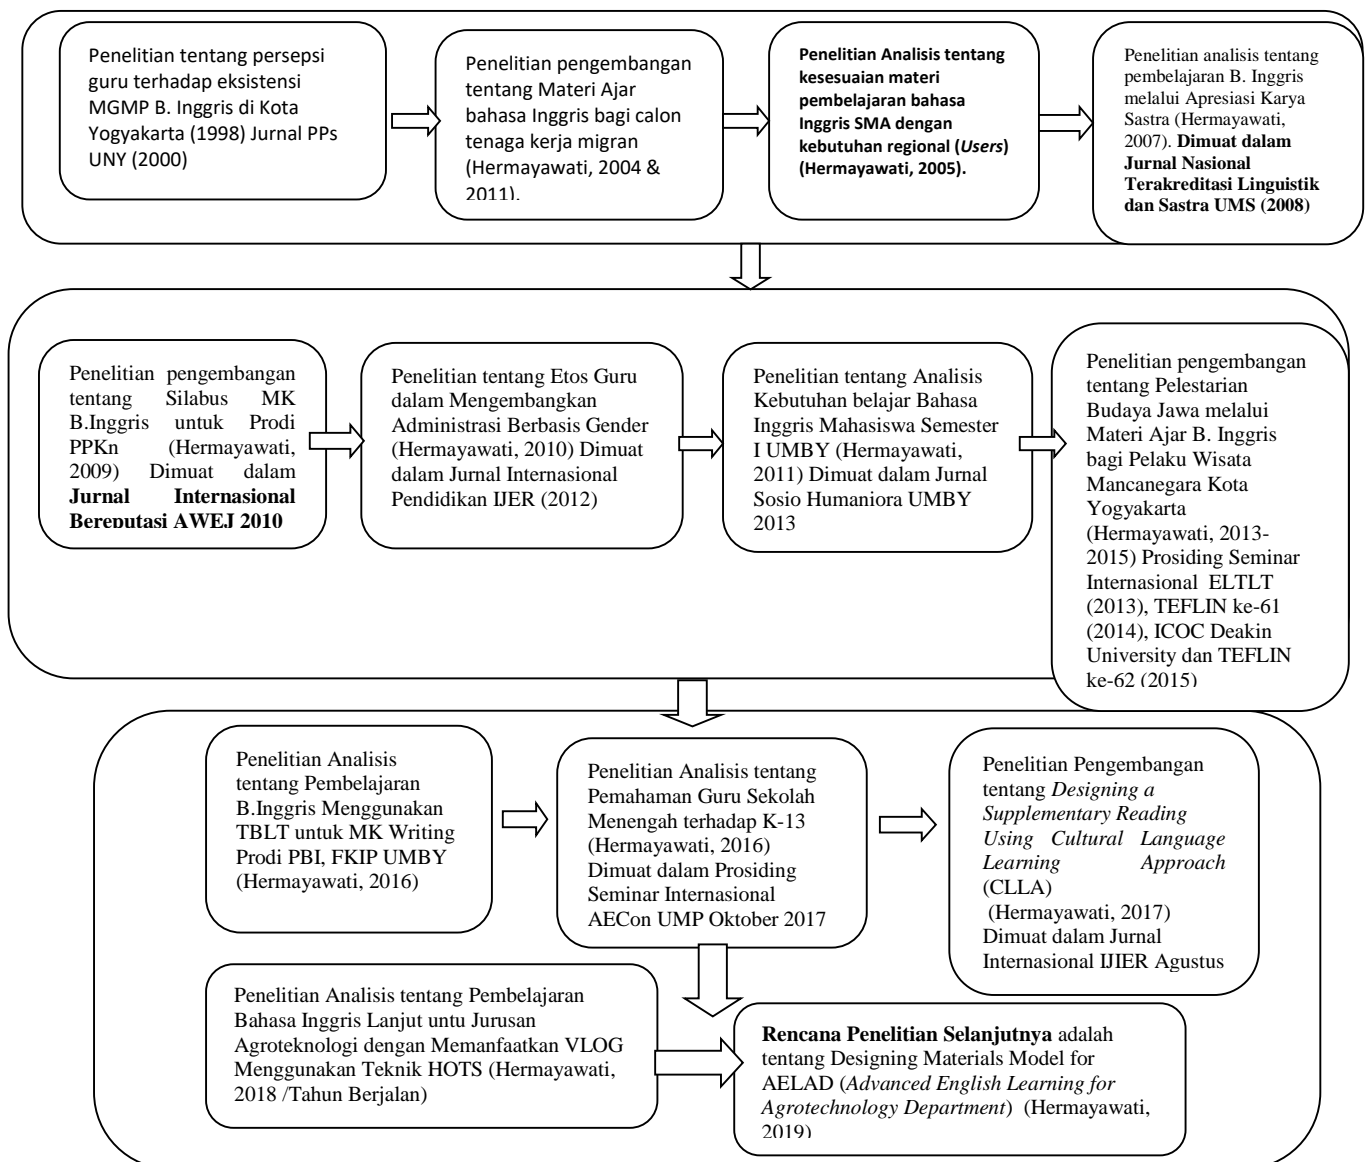 Penelitian tentang persepsi
guru terhadap eksistensi
MGMP B. Inggris di Kota
Yogyakarta (1998) Jurnal PPs
UNY (2000)
Penelitian pengembangan
tentang Materi Ajar
bahasa Inggris bagi calon
tenaga kerja migran
(Hermayawati, 2004 &
2011).
Penelitian Analisis tentang
kesesuaian materi
pembelajaran bahasa
Inggris SMA dengan
kebutuhan regional (Users)
(Hermayawati, 2005).
Penelitian analisis tentang
pembelajaran B. Inggris
melalui Apresiasi Karya
Sastra (Hermayawati,
2007). Dimuat dalam
Jurnal Nasional
Terakreditasi Linguistik
dan Sastra UMS (2008)
Penelitian pengembangan
tentang Silabus MK
B.Inggris untuk Prodi
PPKn (Hermayawati,
2009) Dimuat dalam
Jurnal Internasional
Bereputasi AWEJ 2010
Penelitian tentang Etos Guru
dalam Mengembangkan
Administrasi Berbasis Gender
(Hermayawati, 2010) Dimuat
dalam Jurnal Internasional
Pendidikan IJER (2012)
Penelitian tentang Analisis
Kebutuhan belajar Bahasa
Inggris Mahasiswa Semester
I UMBY (Hermayawati,
2011) Dimuat dalam Jurnal
Sosio Humaniora UMBY
2013
Penelitian pengembangan
tentang Pelestarian
Budaya Jawa melalui
Materi Ajar B. Inggris
bagi Pelaku Wisata
Mancanegara Kota
Yogyakarta
(Hermayawati, 2013-
2015) Prosiding Seminar
Internasional ELTLT
(2013), TEFLIN ke-61
(2014), ICOC Deakin
University dan TEFLIN
ke-62 (2015)
Penelitian Analisis
tentang Pembelajaran
B.Inggris Menggunakan
TBLT untuk MK Writing
Prodi PBI, FKIP UMBY
(Hermayawati, 2016)
Penelitian Analisis tentang
Pemahaman Guru Sekolah
Menengah terhadap K-13
(Hermayawati, 2016)
Dimuat dalam Prosiding
Seminar Internasional
AECon UMP Oktober 2017
Penelitian Pengembangan
tentang Designing a
Supplementary Reading
Using Cultural Language
Learning Approach
(CLLA)
(Hermayawati, 2017)
Dimuat dalam Jurnal
Internasional IJIER Agustus
Penelitian Analisis tentang Pembelajaran
Bahasa Inggris Lanjut untu Jurusan
Agroteknologi dengan Memanfaatkan VLOG
Menggunakan Teknik HOTS (Hermayawati,
2018 /Tahun Berjalan)
Rencana Penelitian Selanjutnya adalah
tentang Designing Materials Model for
AELAD (Advanced English Learning for
Agrotechnology Department) (Hermayawati,
2019)